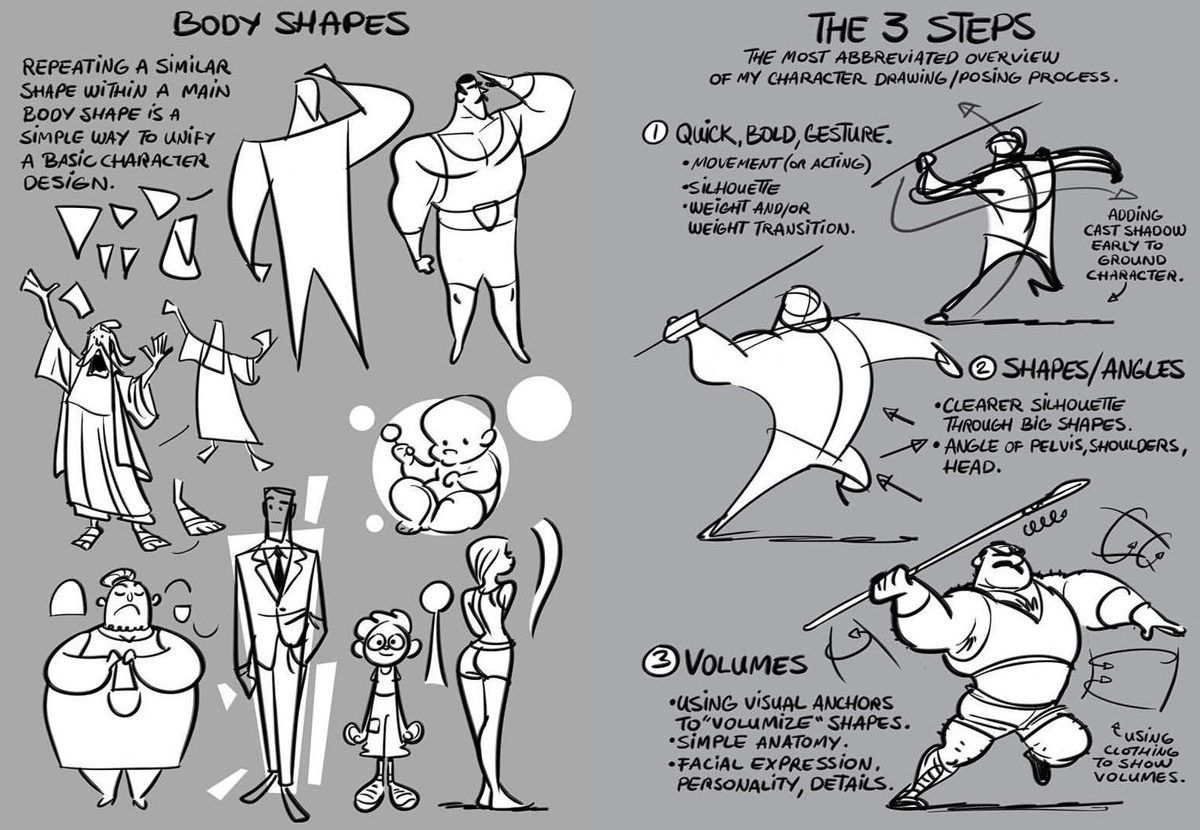 BODY SHAPES
REPEATING A SIMILAR
SHAPE WITHIN A MAIN
BODY SHAPE IS A
SIMPLE WAY TO UNIFY
A BASIC CHARACTER
DESIGN.
THE 3 STEPS
THE MOST ABBREVIATED OVERVIEW
OF MY CHARACTER DRAWING/POSING PROCESS.
1 QUICK, BOLD, GESTURE.
•MOVEMENT (OR ACTING)
•SILHOUETTE
•WEIGHT AND/OR
WEIGHT TRANSITION.
ADDING
CAST SHADOW
EARLY TO
GROUND
CHARACTER.
2 SHAPES/ANGLES
•CLEARER SILHOUETTE
THROUGH BIG SHAPES.
•ANGLE OF PELVIS, SHOULDERS,
HEAD.
3 VOLUMES
•USING VISUAL ANCHORS
TO "VOLUMIZE" SHAPES.
•SIMPLE ANATOMY.
•FACIAL EXPRESSION,
PERSONALITY, DETAILS.
USING
CLOTHING
TO SHOW
VOLUMES.